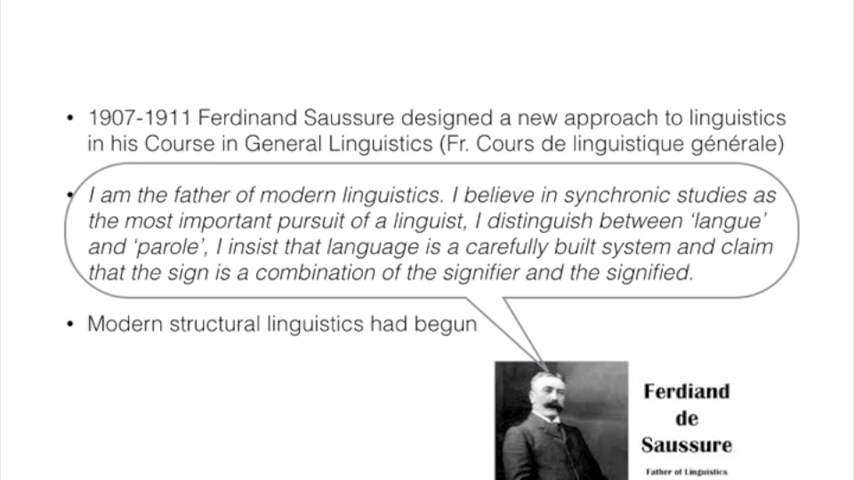 • 1907-1911 Ferdinand Saussure designed a new approach to linguistics
in his Course in General Linguistics (Fr. Cours de linguistique générale)
• I am the father of modern linguistics. I believe in synchronic studies as
the most important pursuit of a linguist, I distinguish between ‘langue’
and ‘parole’, I insist that language is a carefully built system and claim
that the sign is a combination of the signifier and the signified.
• Modern structural linguistics had begun
Ferdiand
de
Saussure
Father of Linguistics